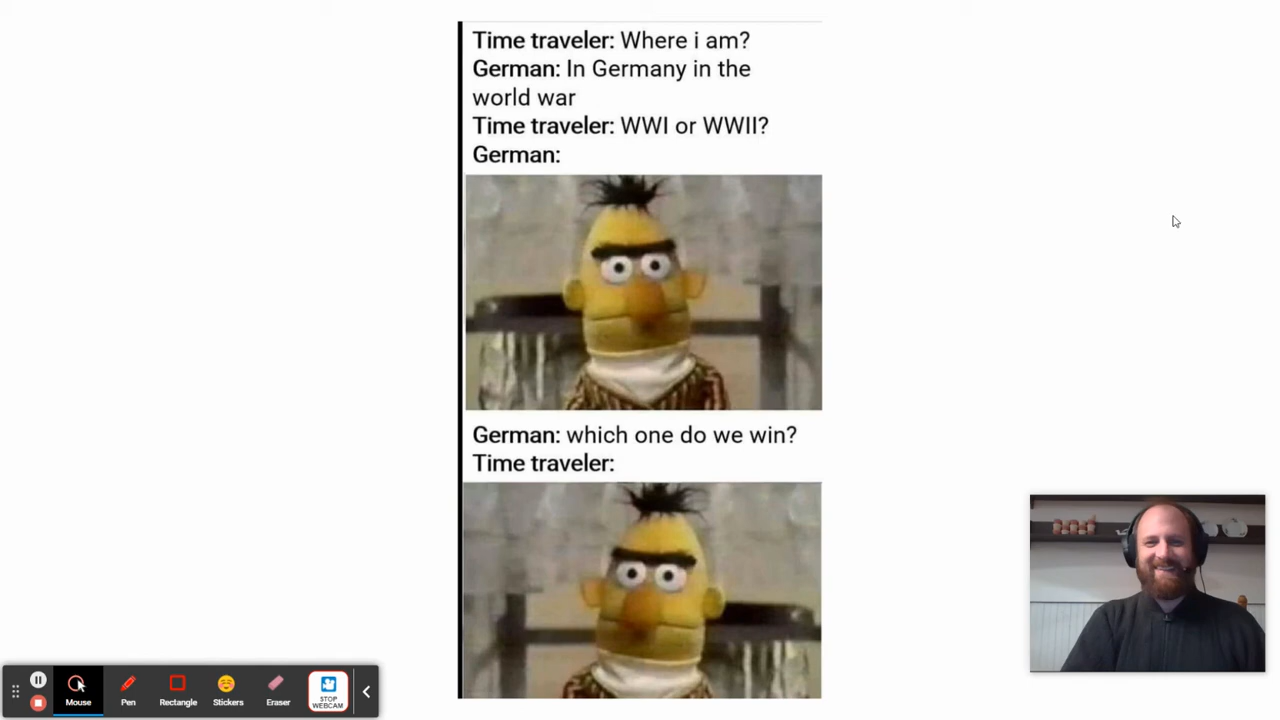 Time traveler: Where i am?
German: In Germany in the
world war
Time traveler: WWI or WWII?
German:
German: which one do we win?
Time traveler:
Mouse
Pen
Rectangle
Stickers
Eraser
STOP
WEBCAM